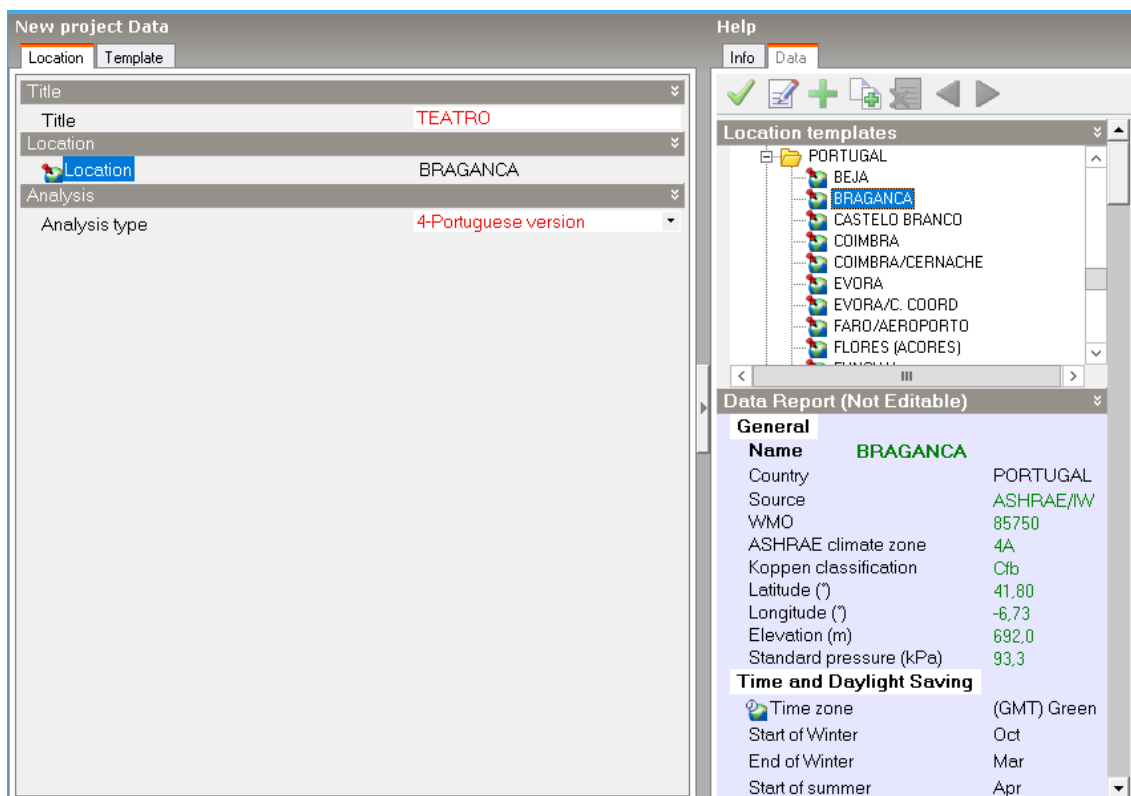 New project Data
Location Template
Title
Title TEATRO
Location
Location BRAGANCA
Analysis
Analysis type 4-Portuguese version
Help
Info Data
Location templates
PORTUGAL
BEJA
BRAGANCA
CASTELO BRANCO
COIMBRA
COIMBRA/CERNACHE
EVORA
EVORA/C. COORD
FARO/AEROPORTO
FLORES (ACORES)
Data Report (Not Editable)
General
Name BRAGANCA
Country PORTUGAL
Source ASHRAE/IW
WMO 85750
ASHRAE climate zone 4A
Koppen classification Cfb
Latitude (°) 41,80
Longitude (°) -6,73
Elevation (m) 692,0
Standard pressure (kPa) 93,3
Time and Daylight Saving
Time zone (GMT) Green
Start of Winter Oct
End of Winter Mar
Start of summer Apr